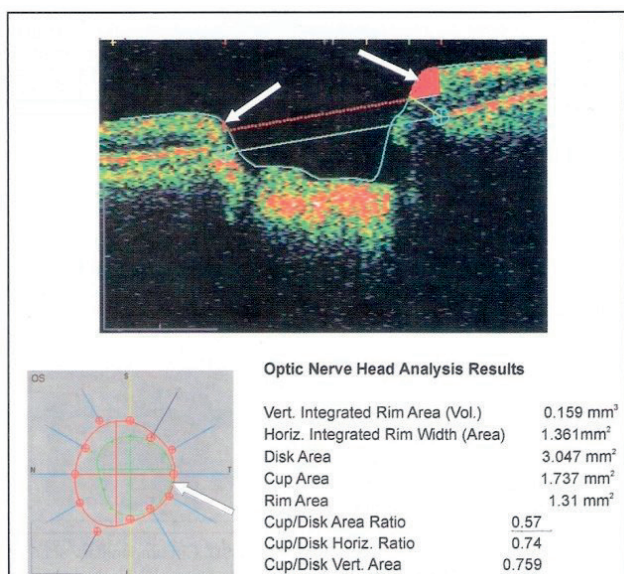 OS
S
N
T
I
Optic Nerve Head Analysis Results
Vert. Integrated Rim Area (Vol.) 0.159 mm³
Horiz. Integrated Rim Width (Area) 1.361mm²
Disk Area 3.047 mm²
Cup Area 1.737 mm²
Rim Area 1.31 mm²
Cup/Disk Area Ratio 0.57
Cup/Disk Horiz. Ratio 0.74
Cup/Disk Vert. Area 0.759